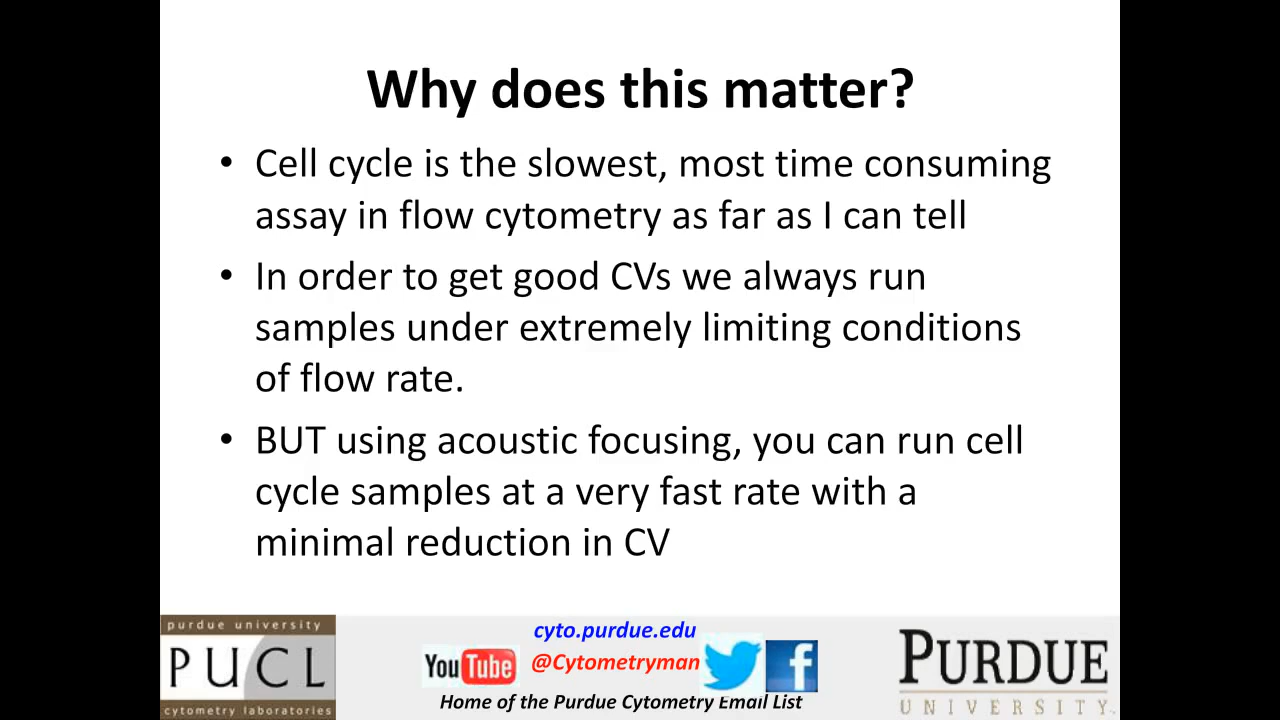 Why does this matter?
• Cell cycle is the slowest, most time consuming
assay in flow cytometry as far as I can tell
• In order to get good CVs we always run
samples under extremely limiting conditions
of flow rate.
• BUT using acoustic focusing, you can run cell
cycle samples at a very fast rate with a
minimal reduction in CV
purdue university
PUCL
cytometry laboratories
cyto.purdue.edu
YouTube
@Cytometryman
f
Home of the Purdue Cytometry Email List
PURDUE
UNIVERSITY